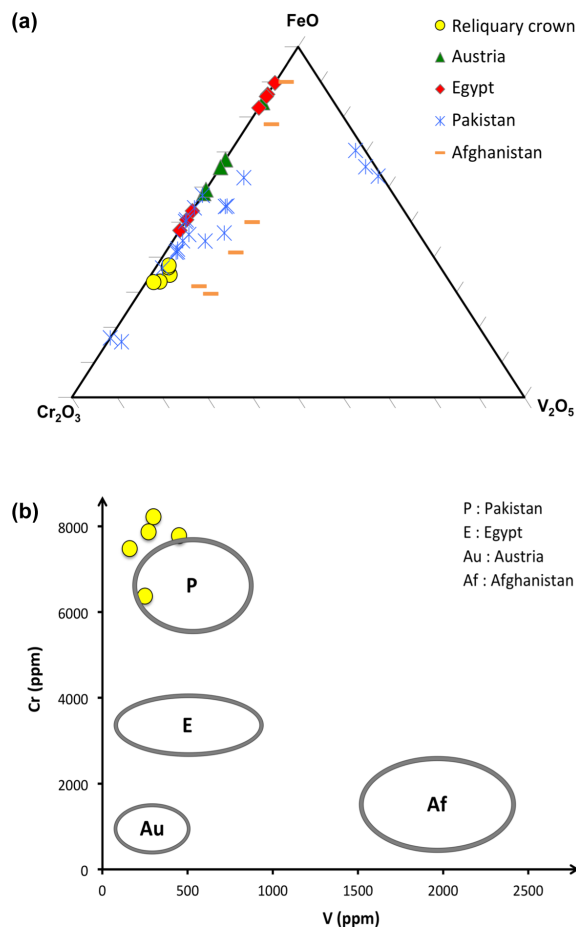 (a)
FeO
Reliquary crown
Austria
Egypt
Pakistan
Afghanistan
Cr₂O₃
V₂O₅
(b)
P : Pakistan
E : Egypt
Au : Austria
Af : Afghanistan
8000
6000
4000
2000
0
Cr (ppm)
P
E
Au
Af
0 500 1000 1500 2000 2500
V (ppm)